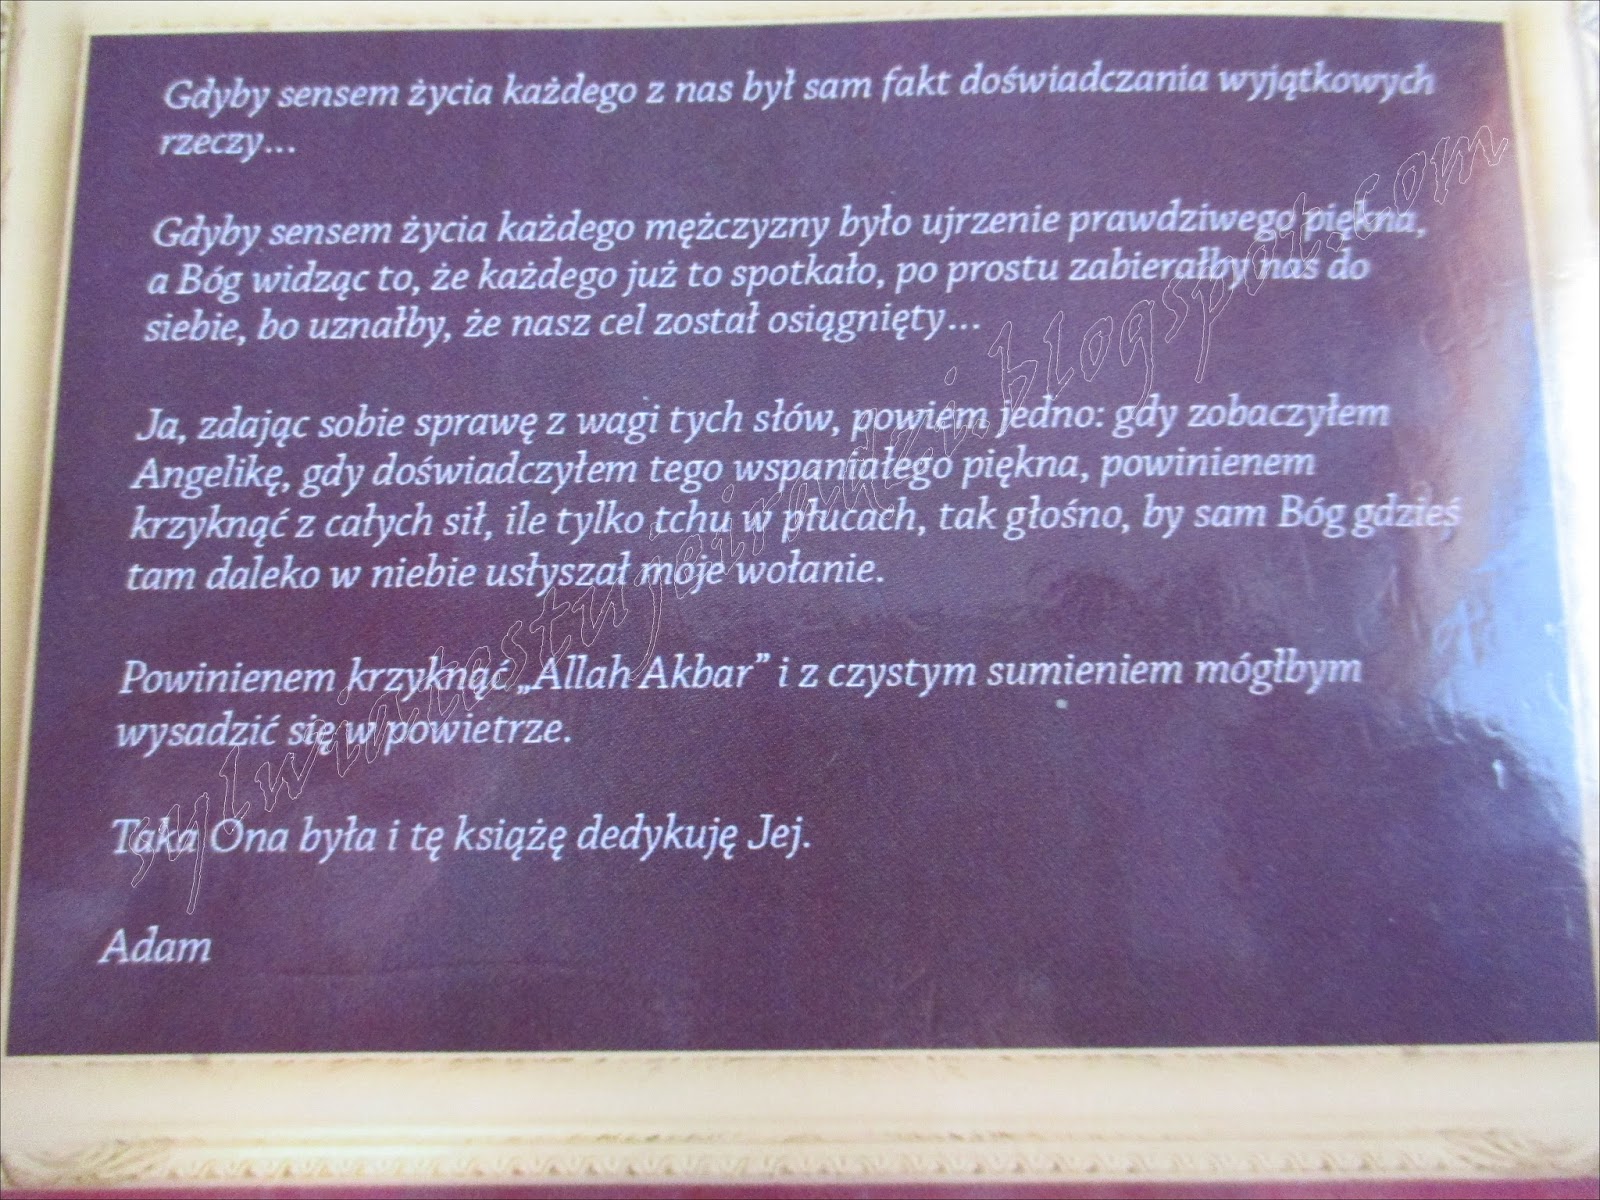 Gdyby sensem życia każdego z nas był sam fakt doświadczania wyjątkowych
rzeczy...
Gdyby sensem życia każdego mężczyzny było ujrzenie prawdziwego piękna,
a Bóg widząc to, że każdego już to spotkało, po prostu zabierałby nas do
siebie, bo uznałby, że nasz cel został osiągnięty...
Ja, zdając sobie sprawę z wagi tych słów, powiem jedno: gdy zobaczyłem
Angelikę, gdy doświadczyłem tego wspaniałego piękna, powinienem
krzyknąć z całych sił, ile tylko tchu w płucach, tak głośno, by sam Bóg gdzieś
tam daleko w niebie usłyszał moje wołanie.
Powinienem krzyknąć „Allah Akbar” i z czystym sumieniem mógłbym
wysadzić się w powietrze.
Taka Ona była i tę książę dedykuję Jej.
Adam
sylwiatestujeiradzi.blogspot.com